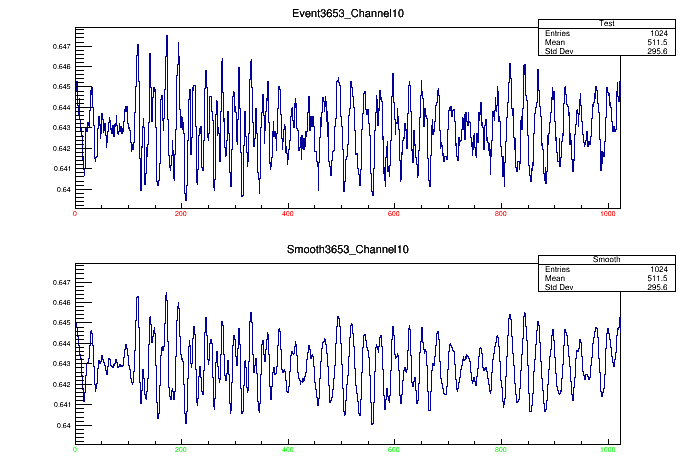 Event3653_Channel10
Test
Entries 1024
Mean 511.5
Std Dev 295.6
0.647
0.646
0.645
0.644
0.643
0.642
0.641
0.64
0 200 400 600 800 1000
Smooth3653_Channel10
Smooth
Entries 1024
Mean 511.5
Std Dev 295.6
0.647
0.646
0.645
0.644
0.643
0.642
0.641
0.64
0 200 400 600 800 1000